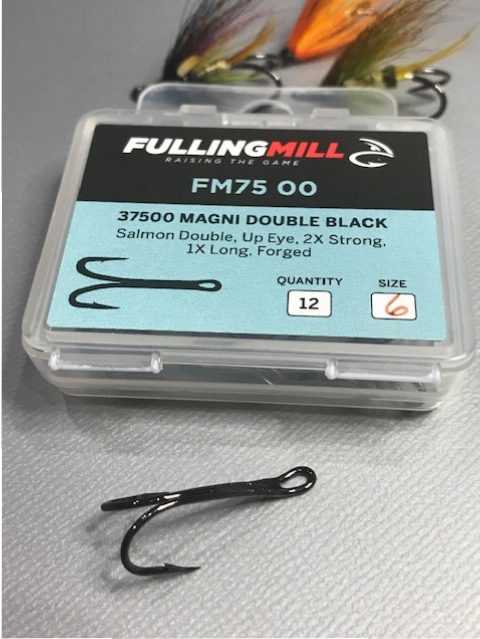 FULLINGMILL
RAISING THE GAME
FM75 00
37500 MAGNI DOUBLE BLACK
Salmon Double, Up Eye, 2X Strong,
1X Long, Forged
QUANTITY
12
SIZE
6